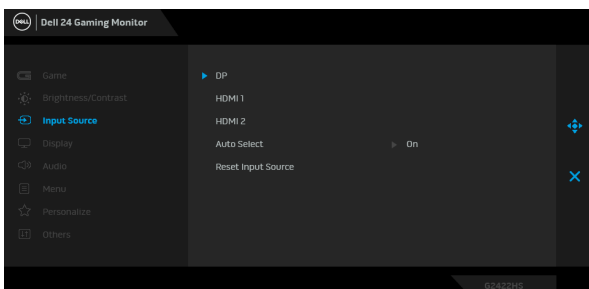 DELL Dell 24 Gaming Monitor
Game
Brightness/Contrast
Input Source
Display
Audio
Menu
Personalize
Others
DP
HDMI 1
HDMI 2
Auto Select On
Reset Input Source
G2422HS